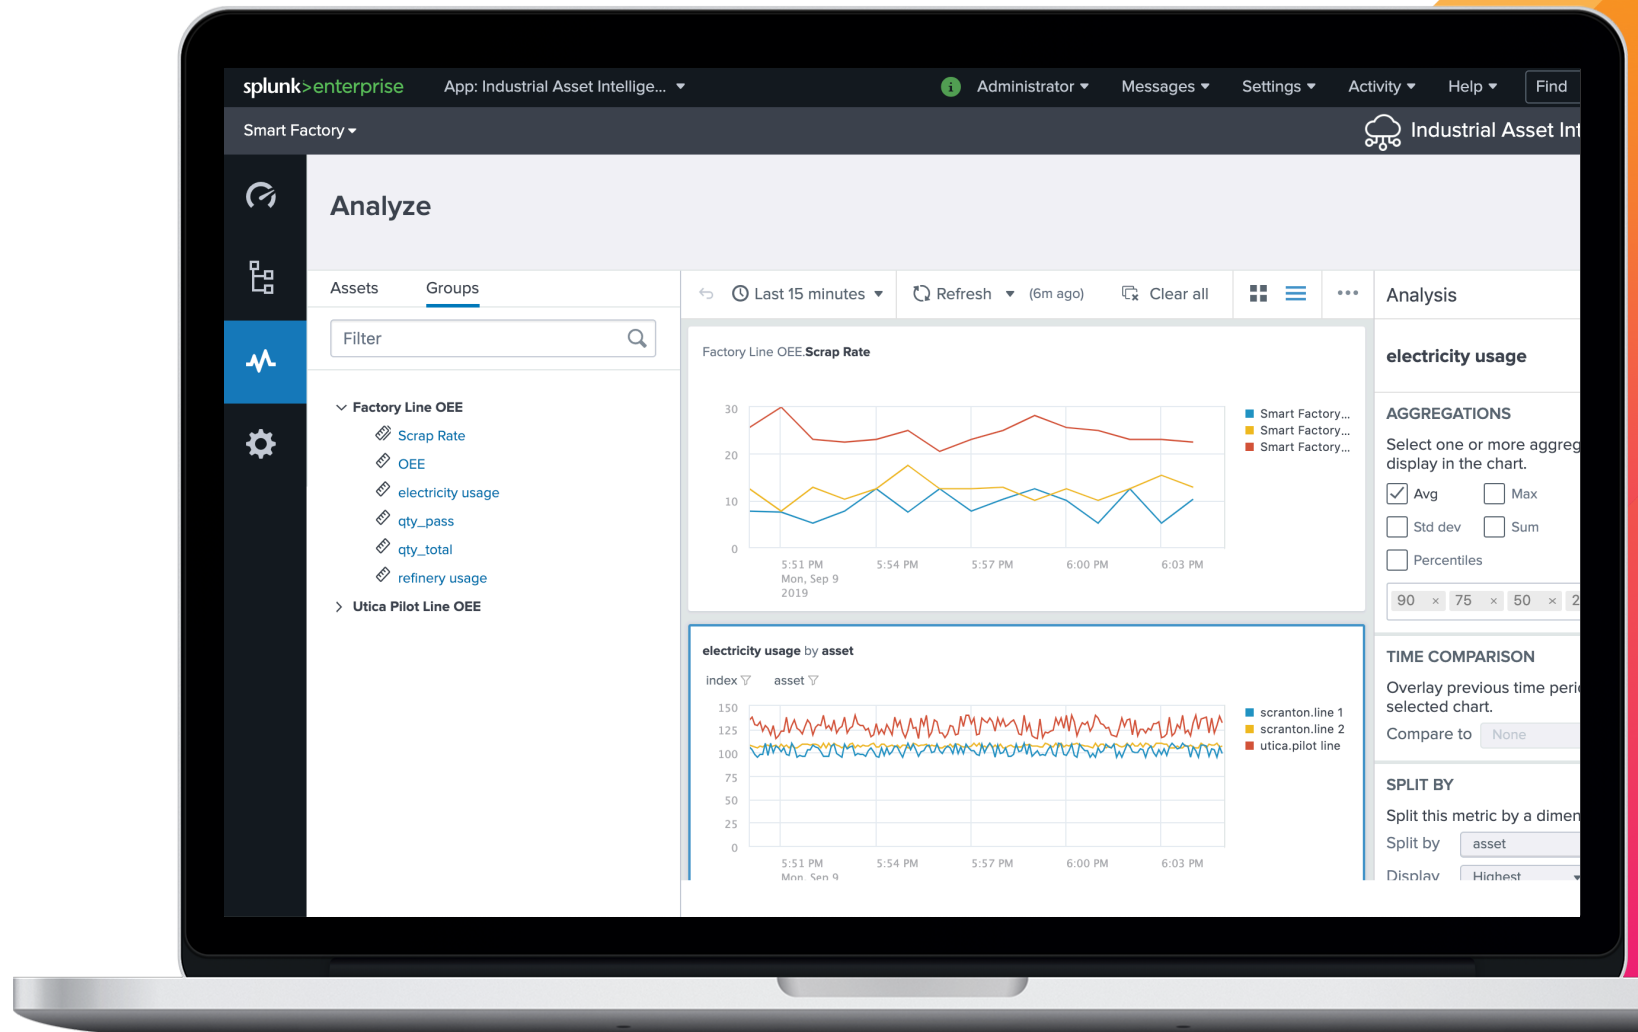 splunk>enterprise App: Industrial Asset Intellige... Administrator Messages Settings Activity Help Find
Smart Factory Industrial Asset Int
Analyze
Assets Groups
Filter
Factory Line OEE
Scrap Rate
OEE
electricity usage
qty_pass
qty_total
refinery usage
Utica Pilot Line OEE
Last 15 minutes Refresh (6m ago) Clear all
Factory Line OEE.Scrap Rate
30
20
10
0
5:51 PM 5:54 PM 5:57 PM 6:00 PM 6:03 PM
Mon, Sep 9
2019
Smart Factory...
Smart Factory...
Smart Factory...
electricity usage by asset
index asset
150
125
100
75
50
25
0
5:51 PM 5:54 PM 5:57 PM 6:00 PM 6:03 PM
Mon, Sep 9
scranton.line 1
scranton.line 2
utica.pilot line
Analysis
electricity usage
AGGREGATIONS
Select one or more aggreg
display in the chart.
Avg Max
Std dev Sum
Percentiles
90 × 75 × 50 × 2
TIME COMPARISON
Overlay previous time peri
selected chart.
Compare to None
SPLIT BY
Split this metric by a dimen
Split by asset
Display Highest